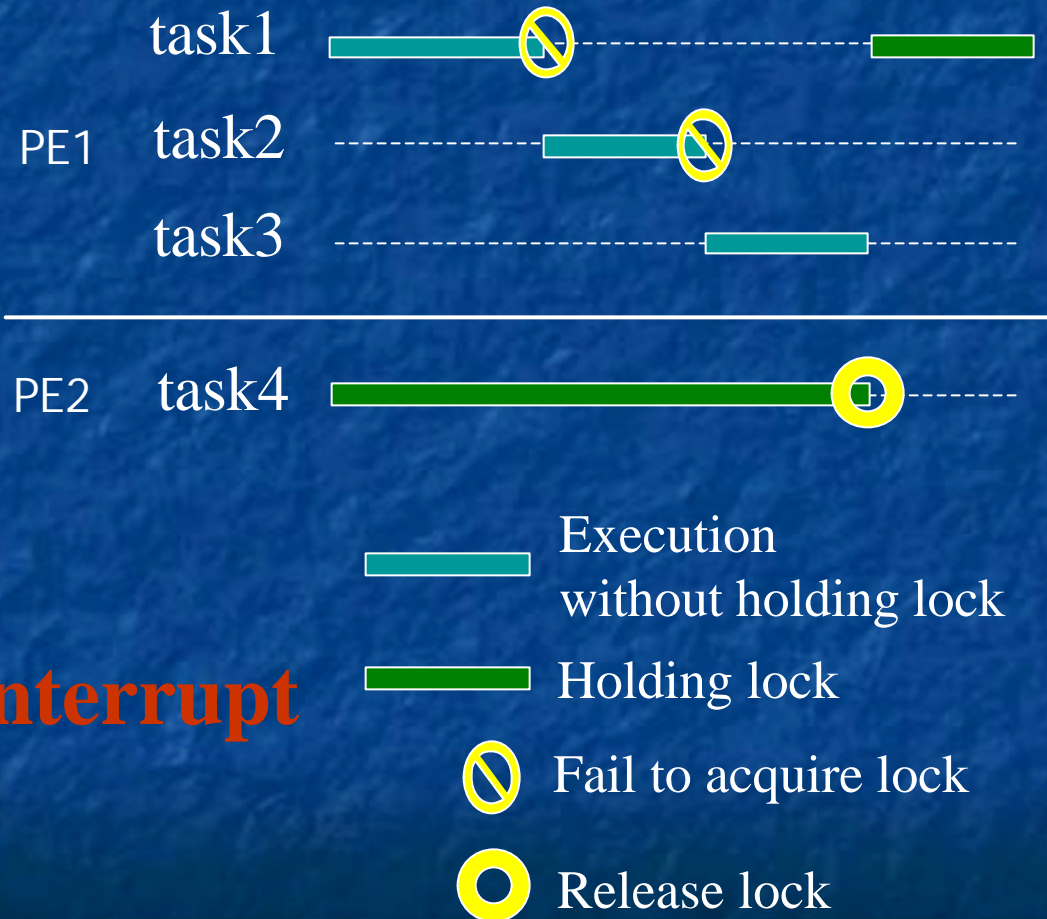 task1
PE1 task2
task3
PE2 task4
Execution
without holding lock
nterrupt
Holding lock
Fail to acquire lock
Release lock